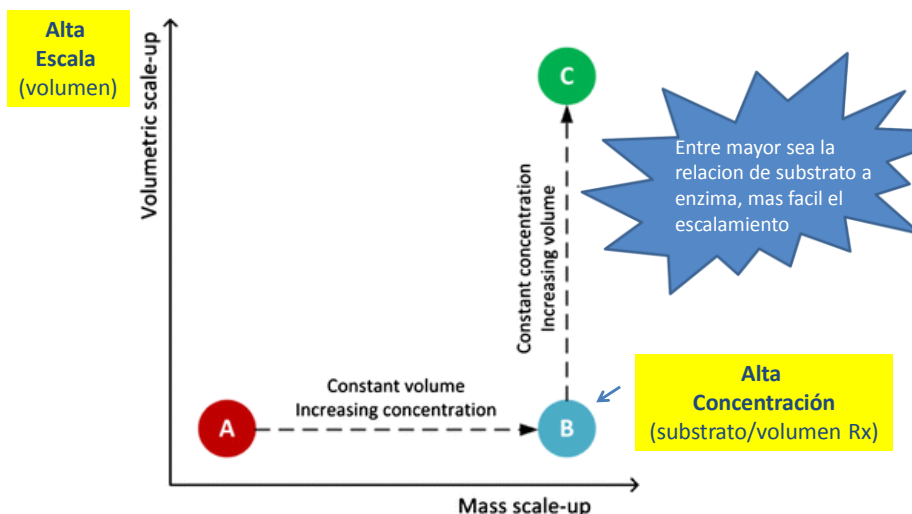 Alta
Escala
(volumen)
Volumetric scale-up
C
Entre mayor sea la
relacion de substrato a
enzima, mas facil el
escalamiento
Constant concentration
Increasing volume
Constant volume
Increasing concentration
A
B
Alta
Concentración
(substrato/volumen Rx)
Mass scale-up